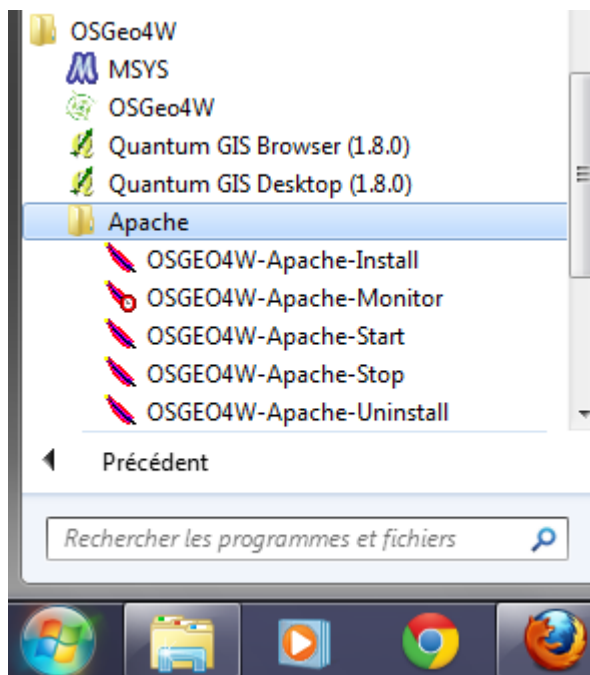 OSGeo4W
MSYS
OSGeo4W
Quantum GIS Browser (1.8.0)
Quantum GIS Desktop (1.8.0)
Apache
OSGEO4W-Apache-Install
OSGEO4W-Apache-Monitor
OSGEO4W-Apache-Start
OSGEO4W-Apache-Stop
OSGEO4W-Apache-Uninstall
Précédent
Rechercher les programmes et fichiers